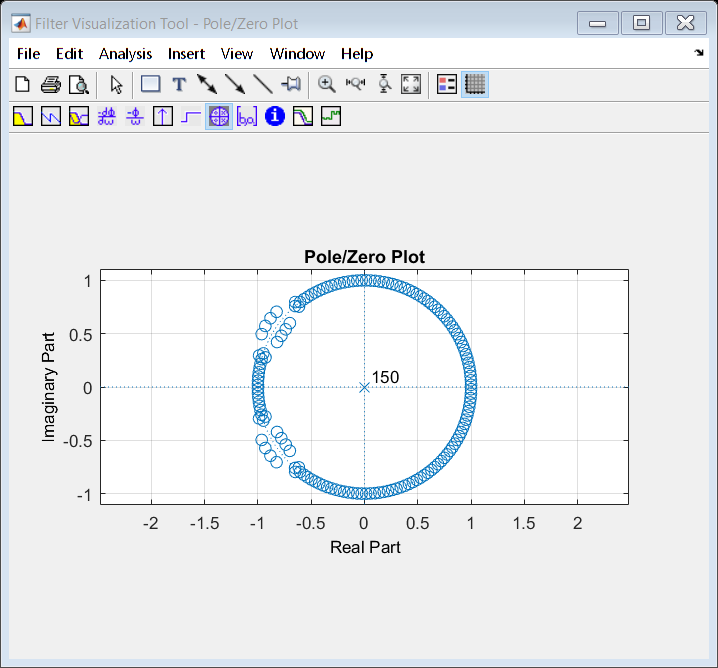 Filter Visualization Tool - Pole/Zero Plot
File Edit Analysis Insert View Window Help
Pole/Zero Plot
1
0.5
0
-0.5
-1
Imaginary Part
150
-2 -1.5 -1 -0.5 0 0.5 1 1.5 2
Real Part